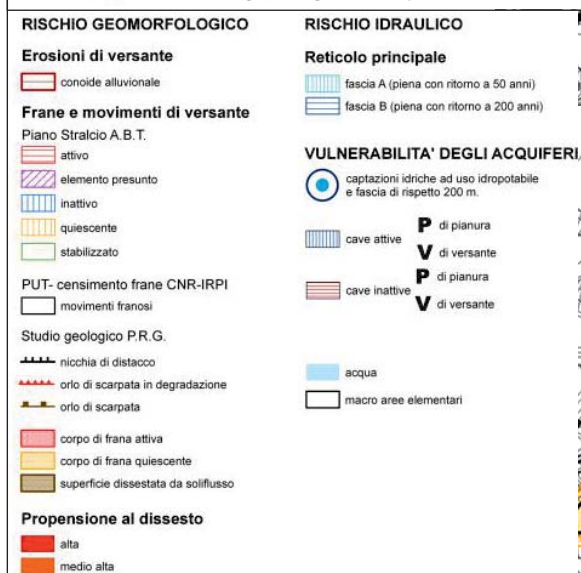 RISCHIO GEOMORFOLOGICO
Erosioni di versante
conoide alluvionale
Frane e movimenti di versante
Piano Stralcio A.B.T.
attivo
elemento presunto
inattivo
quiescente
stabilizzato
PUT- censimento frane CNR-IRPI
movimenti franosi
Studio geologico P.R.G.
nicchia di distacco
orlo di scarpata in degradazione
orlo di scarpata
corpo di frana attiva
corpo di frana quiescente
superficie dissestata da soliflusso
Propensione al dissesto
alta
medio alta
RISCHIO IDRAULICO
Reticolo principale
fascia A (piena con ritorno a 50 anni)
fascia B (piena con ritorno a 200 anni)
VULNERABILITA' DEGLI ACQUIFERI
captazioni idriche ad uso idropotabile
e fascia di rispetto 200 m.
cave attive
P di pianura
V di versante
cave inattive
P di pianura
V di versante
acqua
macro aree elementari